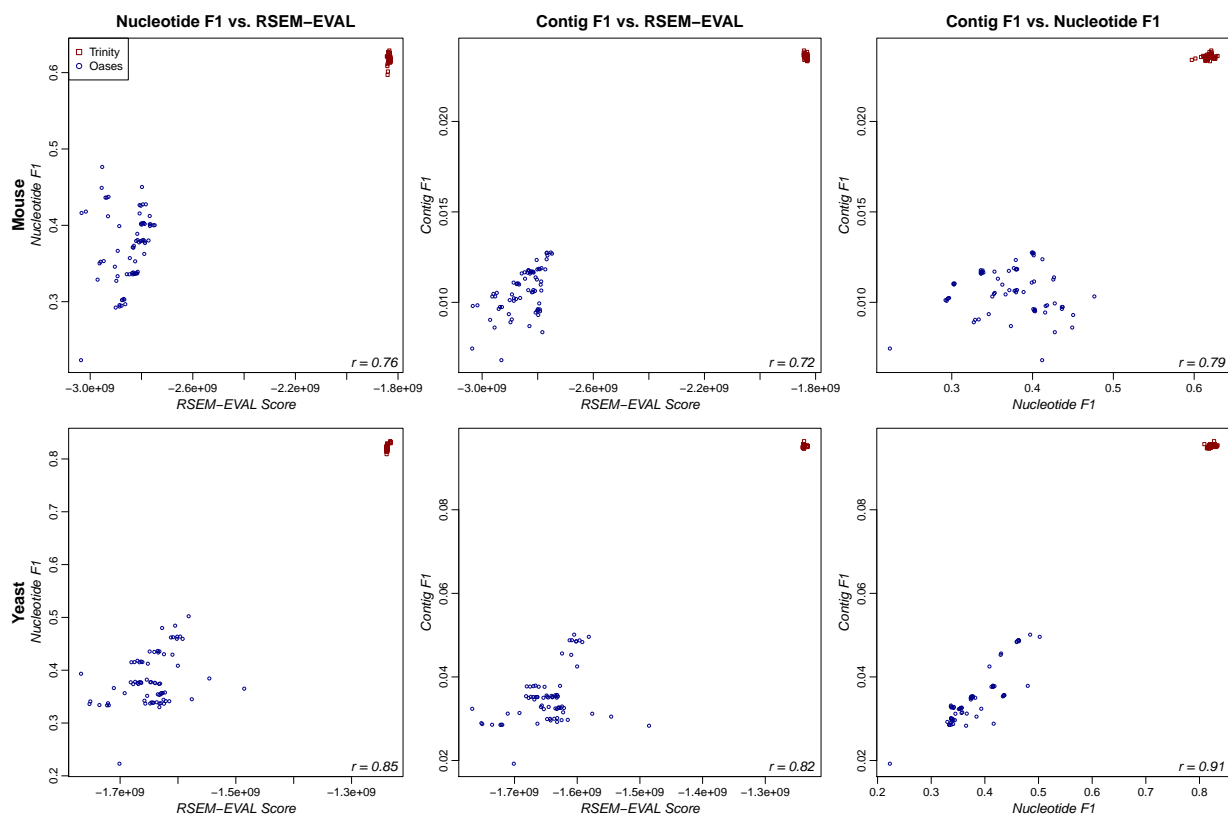 Nucleotide F1 vs. RSEM−EVAL
Contig F1 vs. RSEM−EVAL
Contig F1 vs. Nucleotide F1
Trinity
Oases
Mouse
Nucleotide F1
0.3 0.4 0.5 0.6
r = 0.76
−3.0e+09 −2.6e+09 −2.2e+09 −1.8e+09
RSEM−EVAL Score
Contig F1
0.010 0.015 0.020
r = 0.72
−3.0e+09 −2.6e+09 −2.2e+09 −1.8e+09
RSEM−EVAL Score
Contig F1
0.010 0.015 0.020
r = 0.79
0.3 0.4 0.5 0.6
Nucleotide F1
Yeast
Nucleotide F1
0.2 0.3 0.4 0.5 0.6 0.7 0.8
r = 0.85
−1.7e+09 −1.5e+09 −1.3e+09
RSEM−EVAL Score
Contig F1
0.02 0.04 0.06 0.08
r = 0.82
−1.7e+09 −1.6e+09 −1.5e+09 −1.4e+09 −1.3e+09
RSEM−EVAL Score
Contig F1
0.02 0.04 0.06 0.08
r = 0.91
0.2 0.3 0.4 0.5 0.6 0.7 0.8
Nucleotide F1